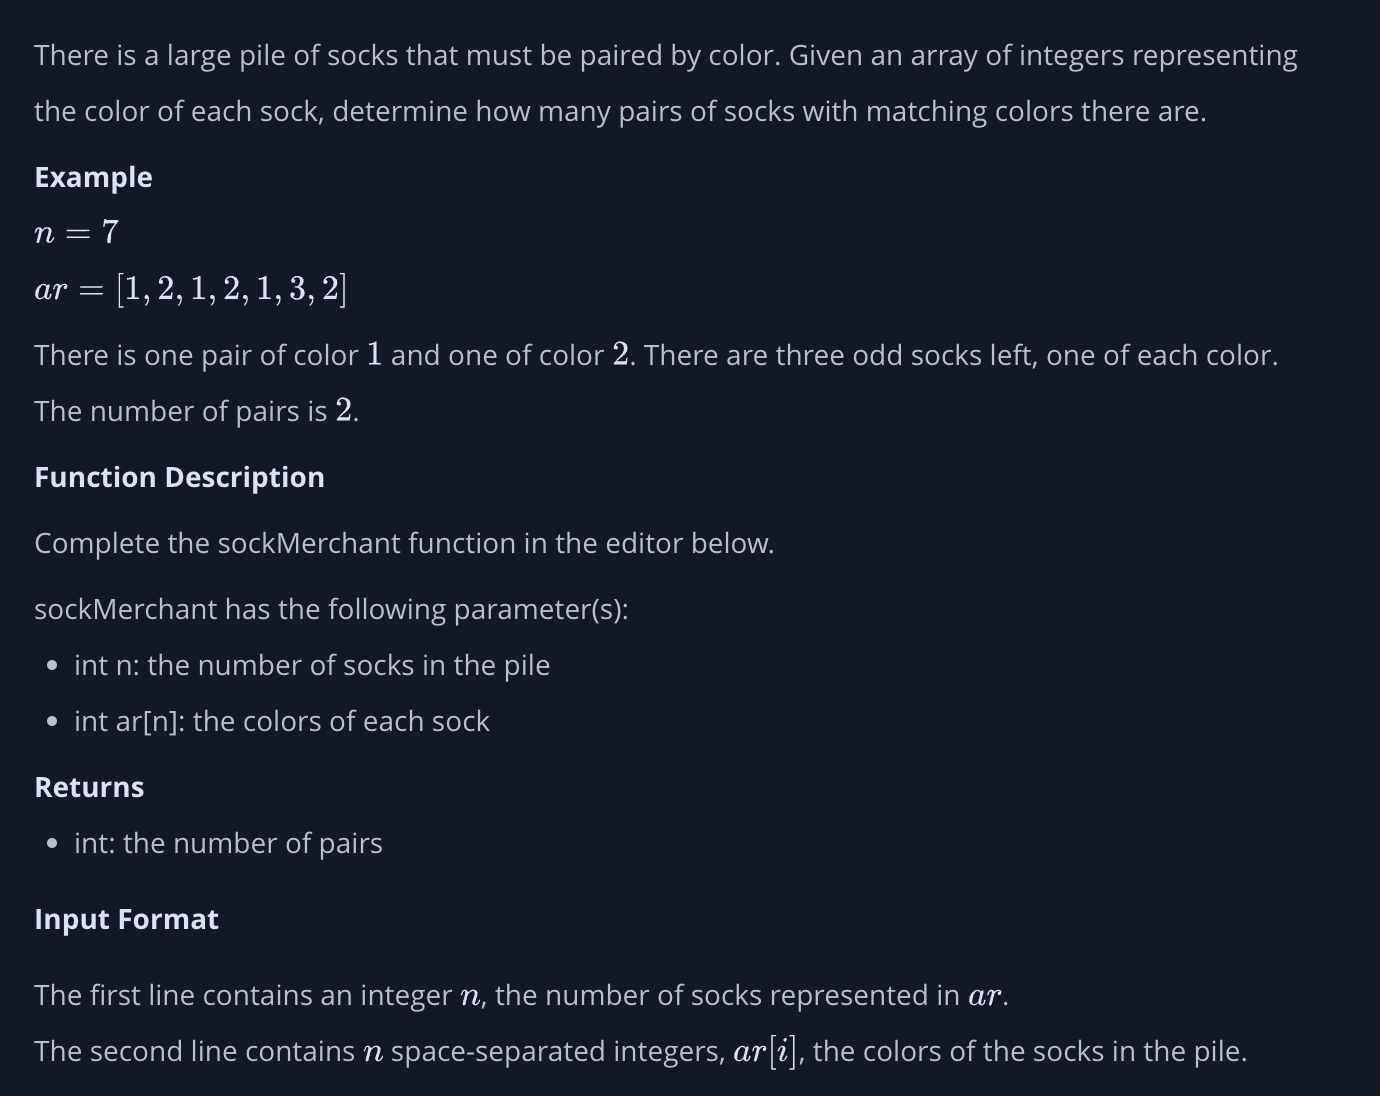 There is a large pile of socks that must be paired by color. Given an array of integers representing
the color of each sock, determine how many pairs of socks with matching colors there are.
Example
n = 7
ar = [1, 2, 1, 2, 1, 3, 2]
There is one pair of color 1 and one of color 2. There are three odd socks left, one of each color.
The number of pairs is 2.
Function Description
Complete the sockMerchant function in the editor below.
sockMerchant has the following parameter(s):
• int n: the number of socks in the pile
• int ar[n]: the colors of each sock
Returns
• int: the number of pairs
Input Format
The first line contains an integer n, the number of socks represented in ar.
The second line contains n space-separated integers, ar[i], the colors of the socks in the pile.